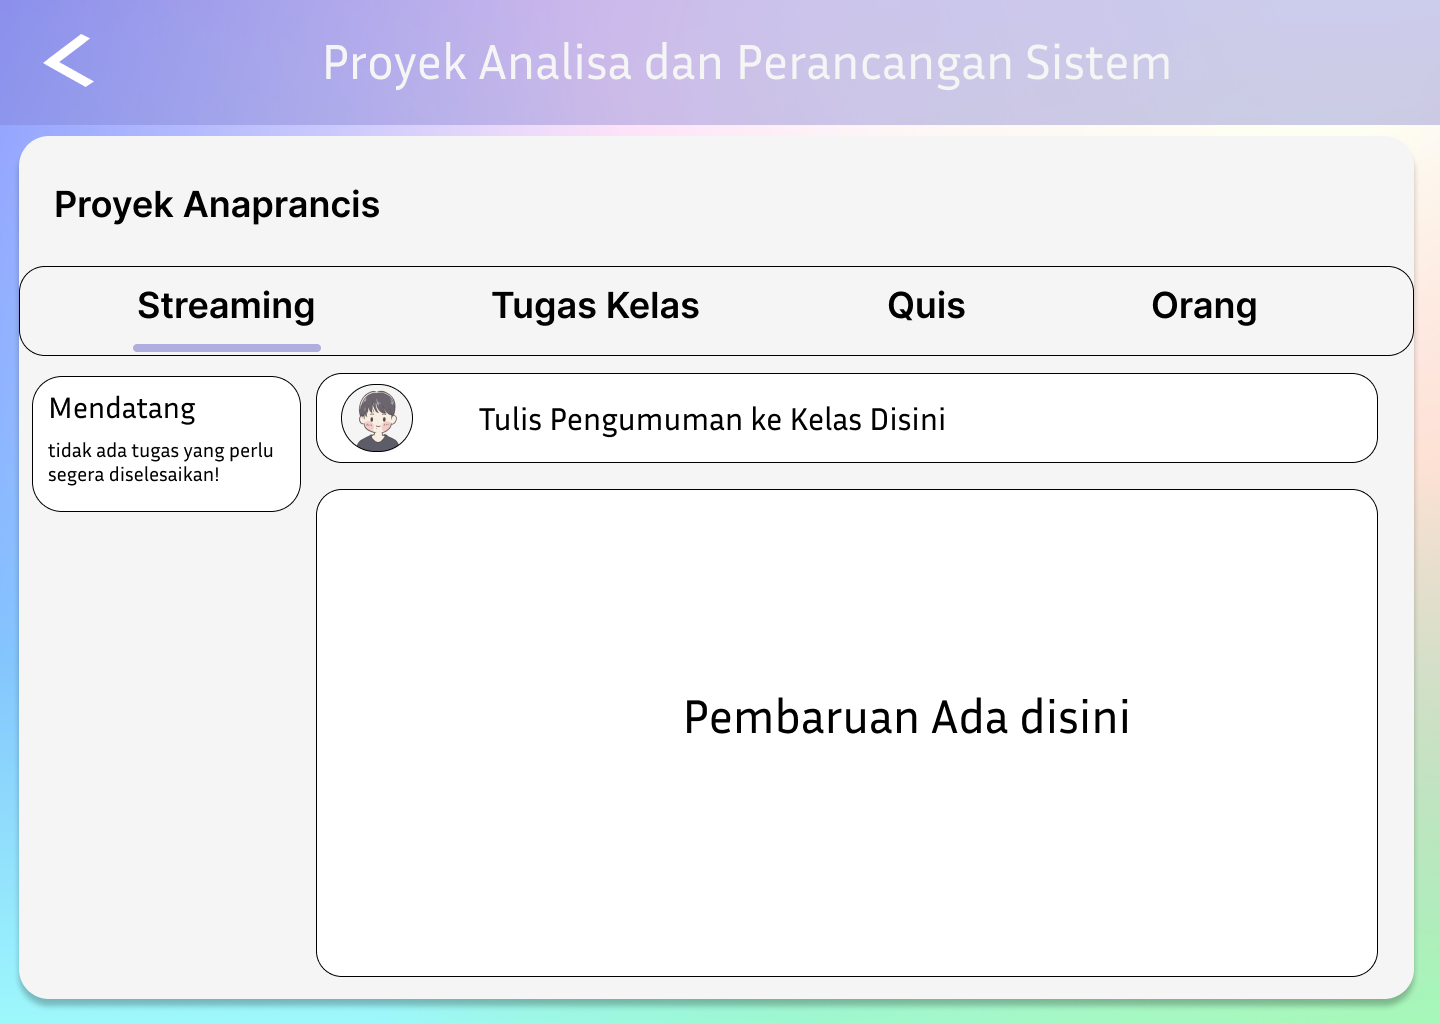 Proyek Analisa dan Perancangan Sistem
Proyek Anaprancis
Streaming Tugas Kelas Quis Orang
Mendatang
tidak ada tugas yang perlu
segera diselesaikan!
Tulis Pengumuman ke Kelas Disini
Pembaruan Ada disini